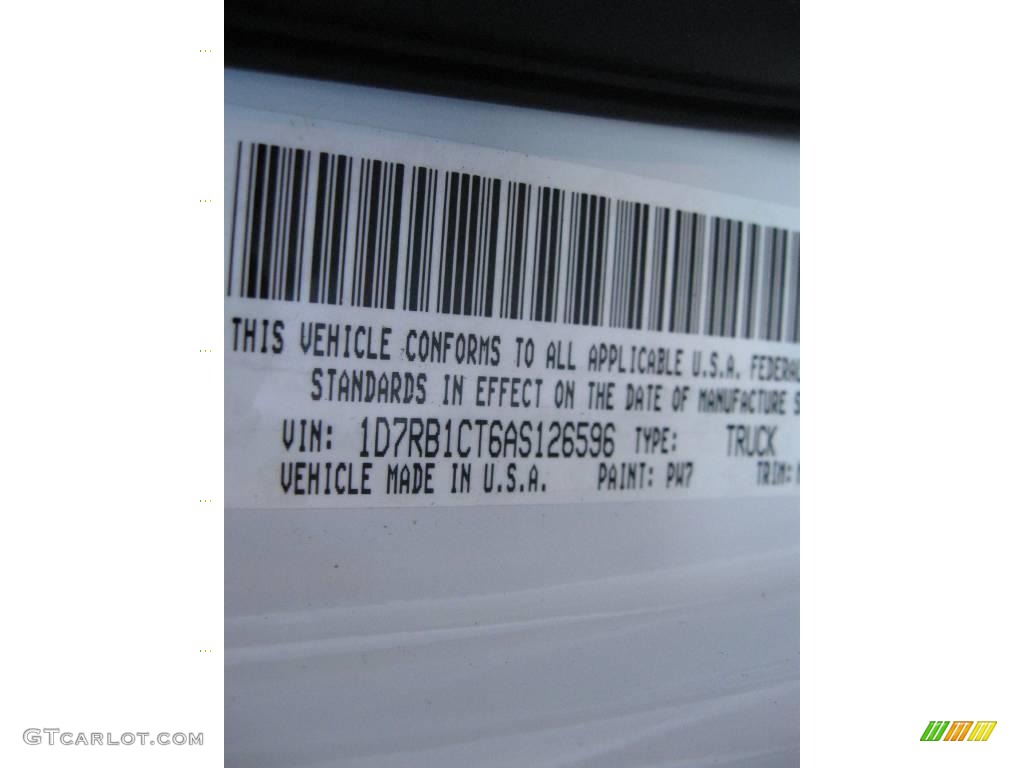 THIS VEHICLE CONFORMS TO ALL APPLICABLE U.S.A. FEDERAL
STANDARDS IN EFFECT ON THE DATE OF MANUFACTURE S
VIN: 1D7RB1CT6AS126596 TYPE: TRUCK
VEHICLE MADE IN U.S.A. PAINT: PW7 TRIM:
GTCARLOT.COM